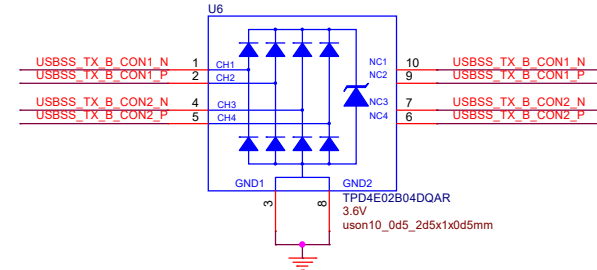 U6
USBSS_TX_B_CON1_N 1 CH1 NC1 10 USBSS_TX_B_CON1_N
USBSS_TX_B_CON1_P 2 CH2 NC2 9 USBSS_TX_B_CON1_P
USBSS_TX_B_CON2_N 4 CH3 NC3 7 USBSS_TX_B_CON2_N
USBSS_TX_B_CON2_P 5 CH4 NC4 6 USBSS_TX_B_CON2_P
GND1 GND2
3 8
TPD4E02B04DQAR
3.6V
uson10_0d5_2d5x1x0d5mm